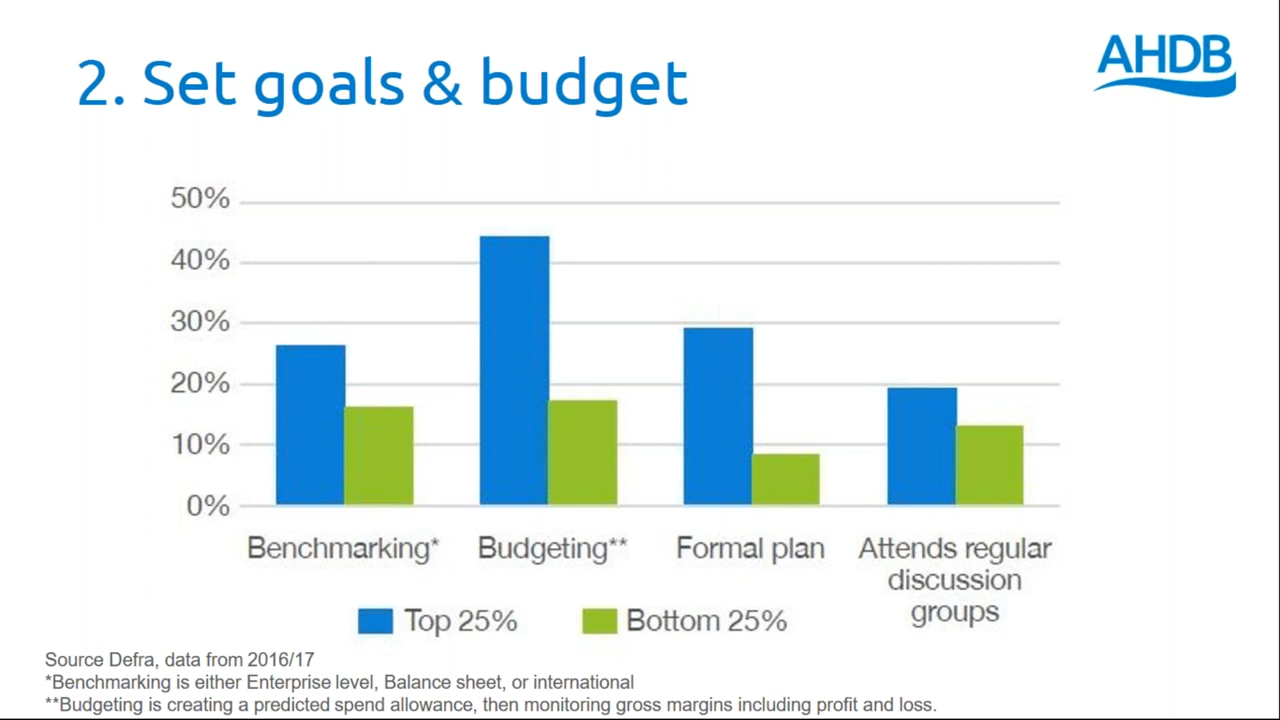 AHDB
2. Set goals & budget
50%
40%
30%
20%
10%
0%
Benchmarking*
Budgeting**
Formal plan
Attends regular
discussion
groups
Top 25%
Bottom 25%
Source Defra, data from 2016/17
*Benchmarking is either Enterprise level, Balance sheet, or international
**Budgeting is creating a predicted spend allowance, then monitoring gross margins including profit and loss.